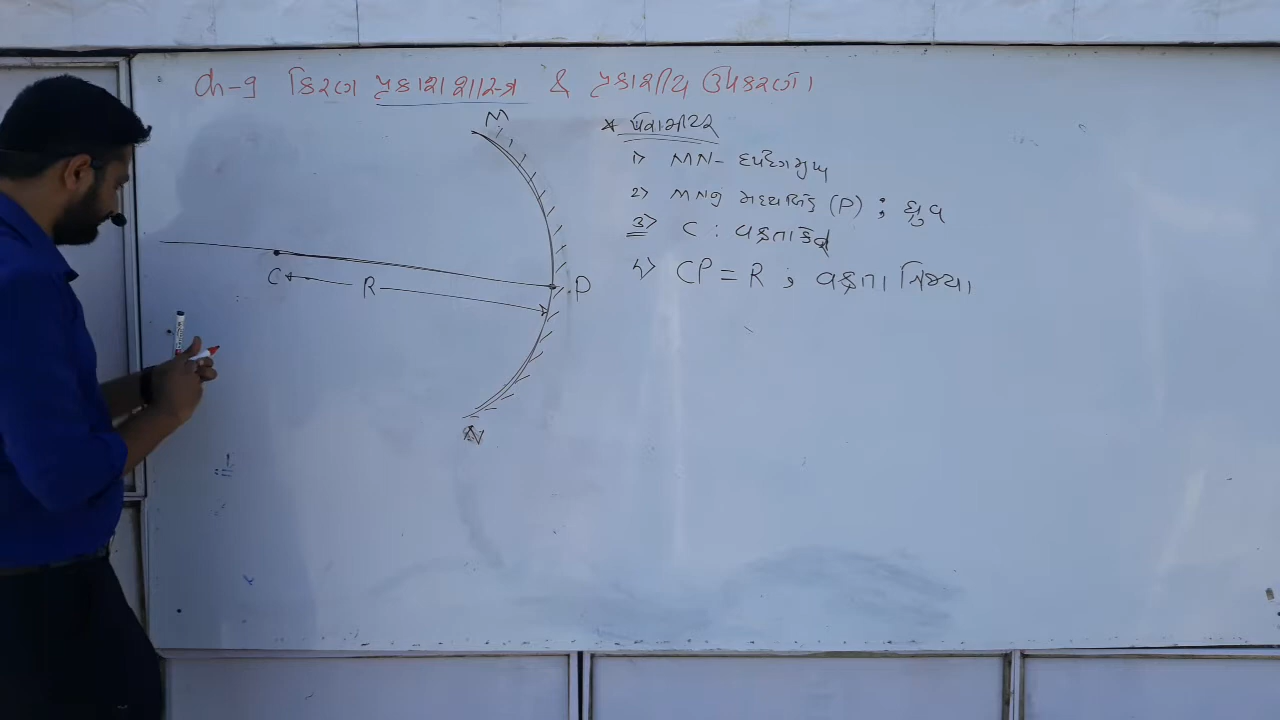 Ch-9 કિરણ પ્રકાશશાસ્ત્ર & પ્રકાશીય ઉપકરણો
M
* પેરામીટર
1) MN- દર્પણમુખ
2) MNનું મધ્યબિંદુ (P) ; ધ્રુવ
3) C : વક્રતાકેન્દ્ર
4) CP = R ; વક્રતા ત્રિજ્યા
C R P
N